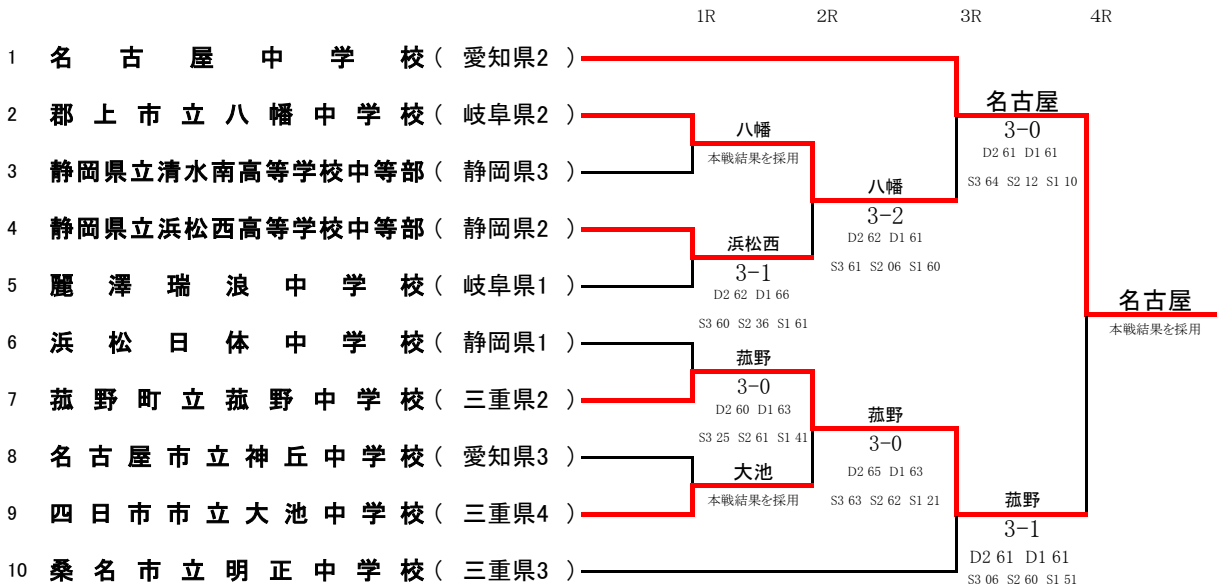 1R 2R 3R 4R
1 名古屋中学校 ( 愛知県2 )
2 郡上市立八幡中学校 ( 岐阜県2 )
3 静岡県立清水南高等学校中等部 ( 静岡県3 )
4 静岡県立浜松西高等学校中等部 ( 静岡県2 )
5 麗澤瑞浪中学校 ( 岐阜県1 )
6 浜松日体中学校 ( 静岡県1 )
7 菰野町立菰野中学校 ( 三重県2 )
8 名古屋市立神丘中学校 ( 愛知県3 )
9 四日市市立大池中学校 ( 三重県4 )
10 桑名市立明正中学校 ( 三重県3 )
八幡
本戦結果を採用
浜松西
3-1
D2 62 D1 66
S3 60 S2 36 S1 61
菰野
3-0
D2 60 D1 63
S3 25 S2 61 S1 41
大池
本戦結果を採用
八幡
3-2
D2 62 D1 61
S3 61 S2 06 S1 60
菰野
3-0
D2 65 D1 63
S3 63 S2 62 S1 21
名古屋
3-0
D2 61 D1 61
S3 64 S2 12 S1 10
菰野
3-1
D2 61 D1 61
S3 06 S2 60 S1 51
名古屋
本戦結果を採用